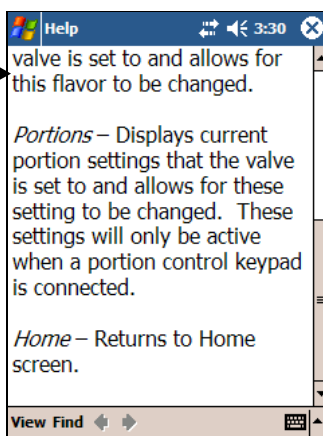 Help 3:30
valve is set to and allows for
this flavor to be changed.
Portions – Displays current
portion settings that the valve
is set to and allows for these
setting to be changed.  These
settings will only be active
when a portion control keypad
is connected.
Home – Returns to Home
screen.
View Find